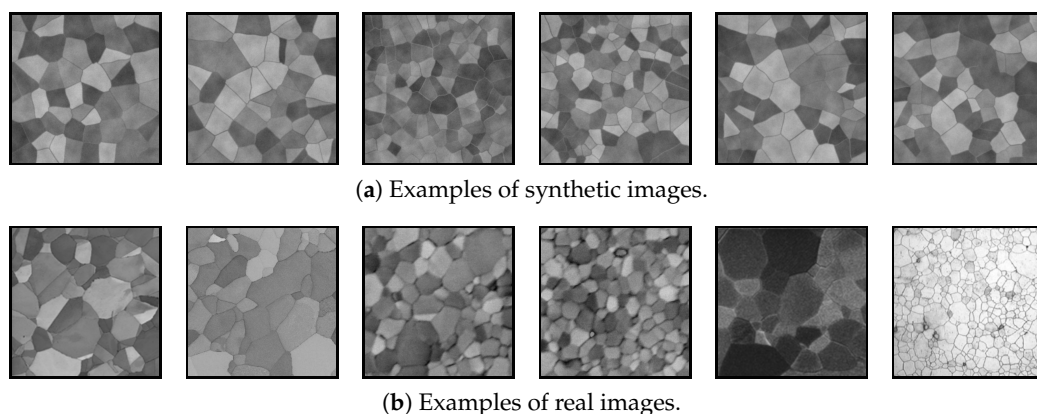 (a) Examples of synthetic images.
(b) Examples of real images.